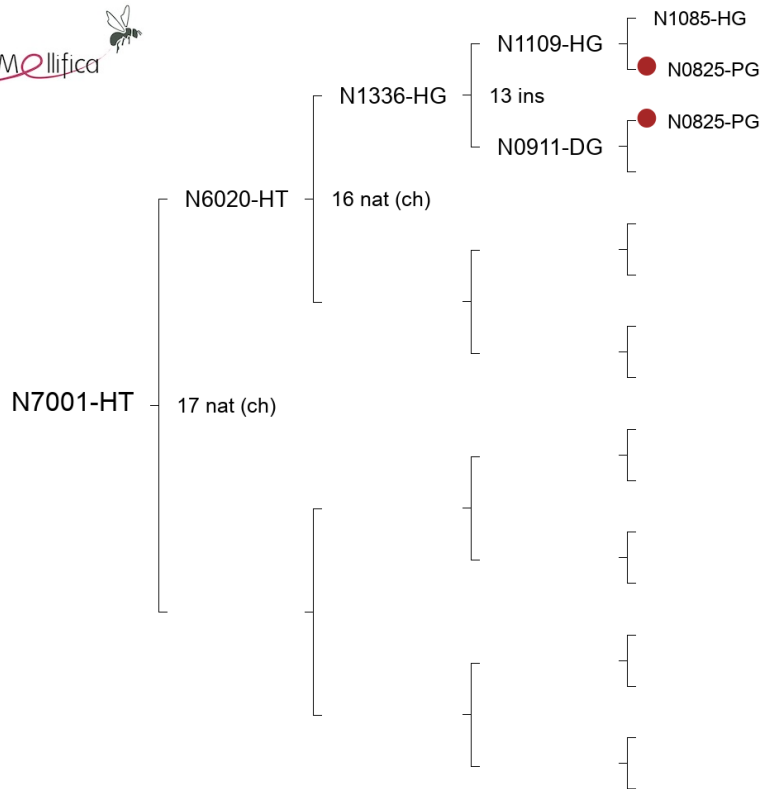 Mellifica
N1085-HG
N1109-HG
N0825-PG
N1336-HG
13 ins
N0825-PG
N0911-DG
N6020-HT
16 nat (ch)
N7001-HT
17 nat (ch)